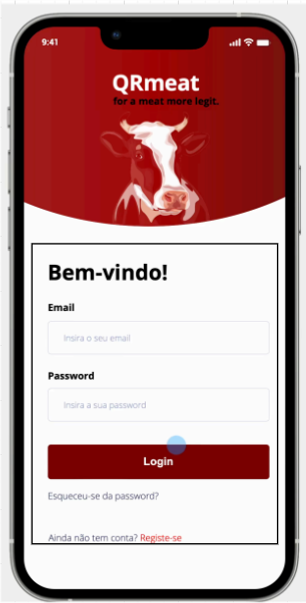 9:41
QRmeat
for a meat more legit.
Bem-vindo!
Email
Insira o seu email
Password
Insira a sua password
Login
Esqueceu-se da password?
Ainda não tem conta? Registe-se